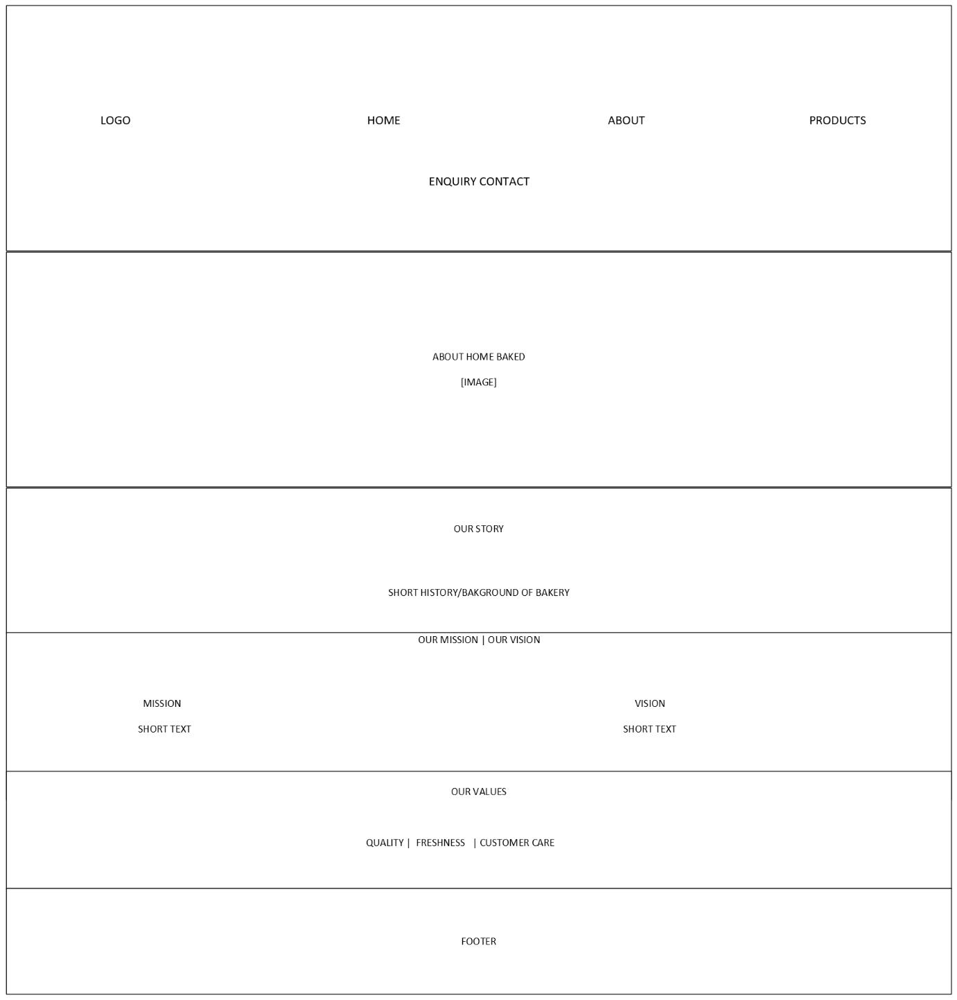 LOGO HOME ABOUT PRODUCTS
ENQUIRY CONTACT
ABOUT HOME BAKED
[IMAGE]
OUR STORY
SHORT HISTORY/BAKGROUND OF BAKERY
OUR MISSION | OUR VISION
MISSION VISION
SHORT TEXT SHORT TEXT
OUR VALUES
QUALITY | FRESHNESS | CUSTOMER CARE
FOOTER